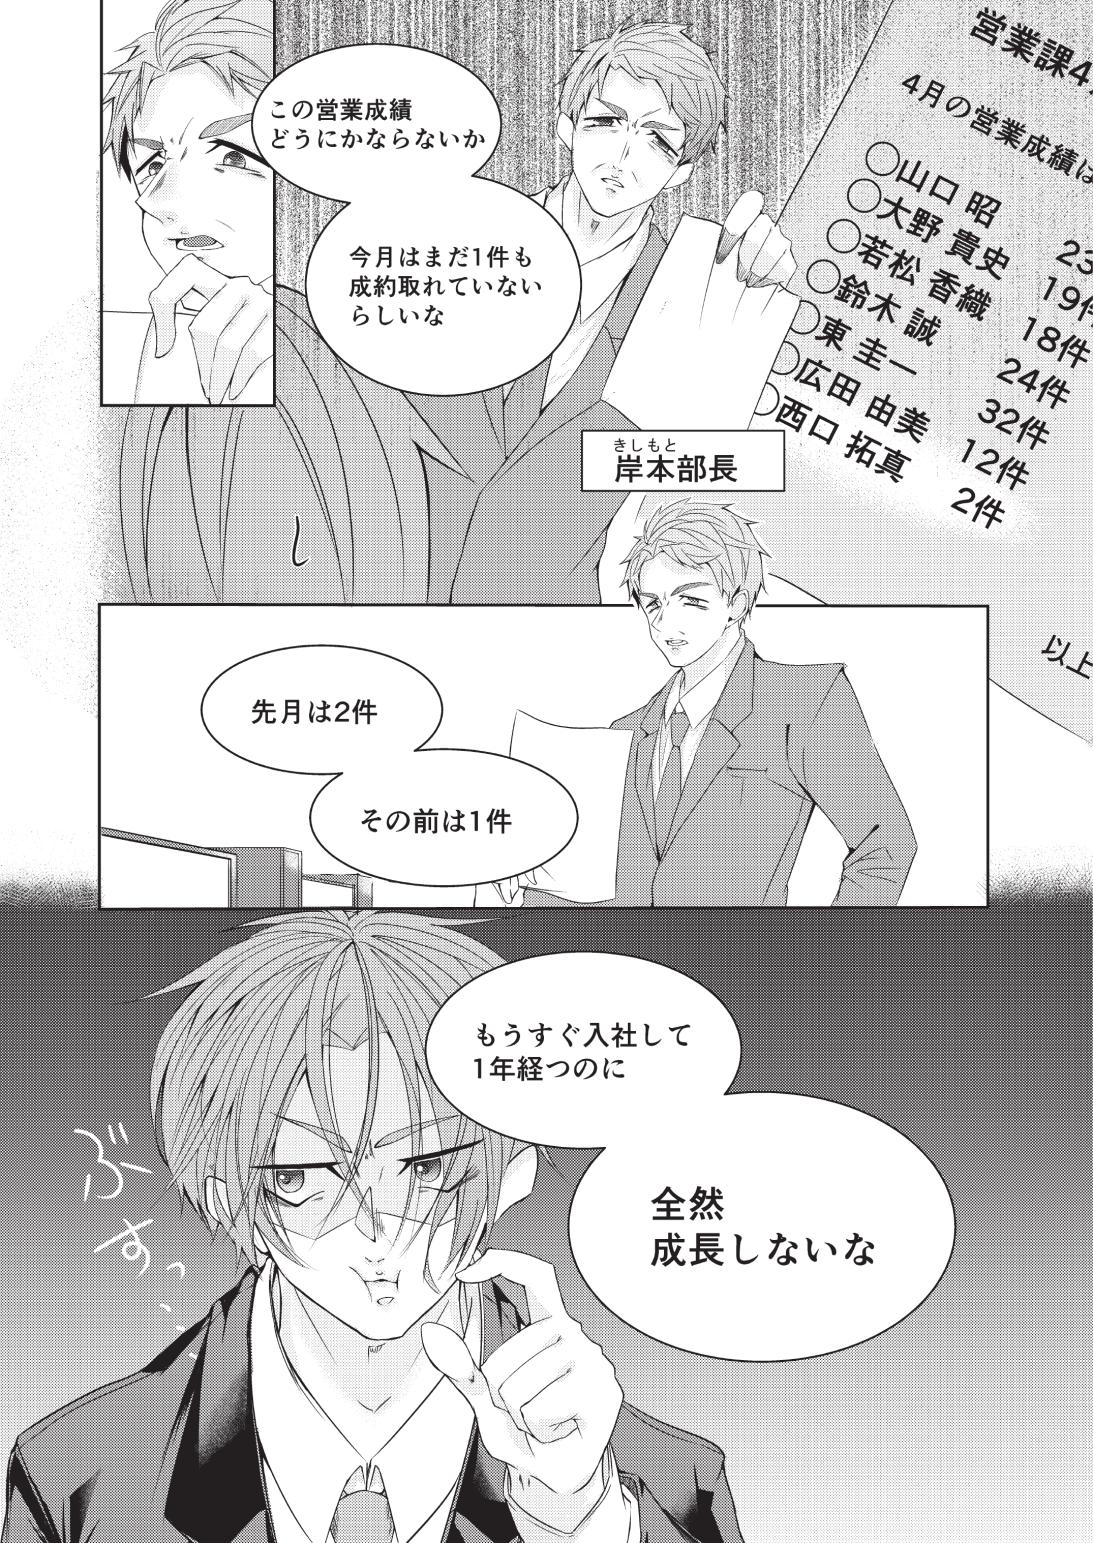 営業課4
4月の営業成績は
○山口 昭 23
○大野 貴史 19件
○若松 香織 18件
○鈴木 誠 24件
○東 圭一 32件
○広田 由美 12件
○西口 拓真 2件
以上
この営業成績
どうにかならないか
今月はまだ1件も
成約取れていない
らしいな
きしもと
岸本部長
先月は2件
その前は1件
もうすぐ入社して
1年経つのに
全然
成長しないな
ぶすっ